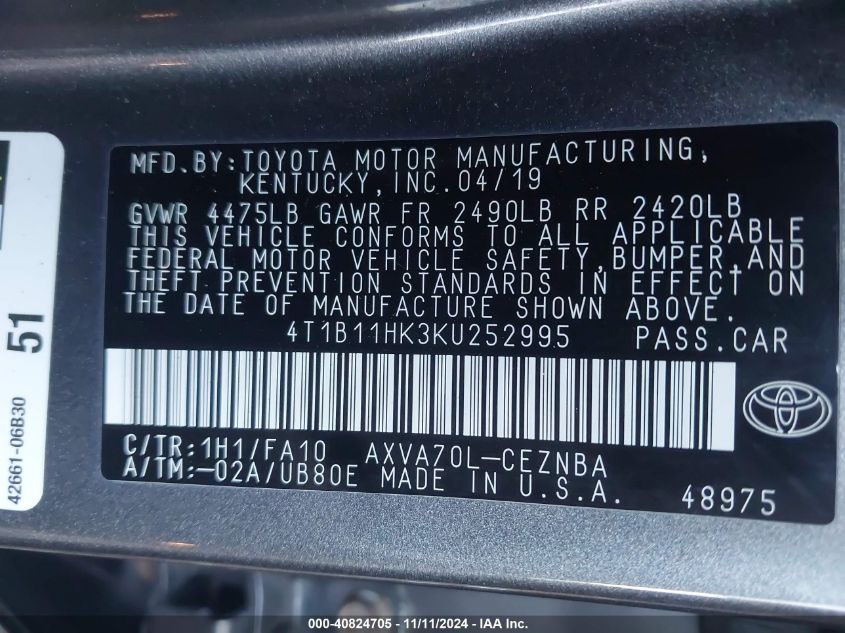 MFD.BY:TOYOTA MOTOR MANUFACTURING,
KENTUCKY,INC.04/19
GVWR 4475LB GAWR FR 2490LB RR 2420LB
THIS VEHICLE CONFORMS TO ALL APPLICABLE
FEDERAL MOTOR VEHICLE SAFETY,BUMPER,AND
THEFT PREVENTION STANDARDS IN EFFECT ON
THE DATE OF MANUFACTURE SHOWN ABOVE.
4T1B11HK3KU252995 PASS.CAR
C/TR:1H1/FA10 AXVA70L-CEZNBA
A/TM:-02A/UB80E MADE IN U.S.A. 48975
51
42661-06B30
000-40824705 - 11/11/2024 - IAA Inc.